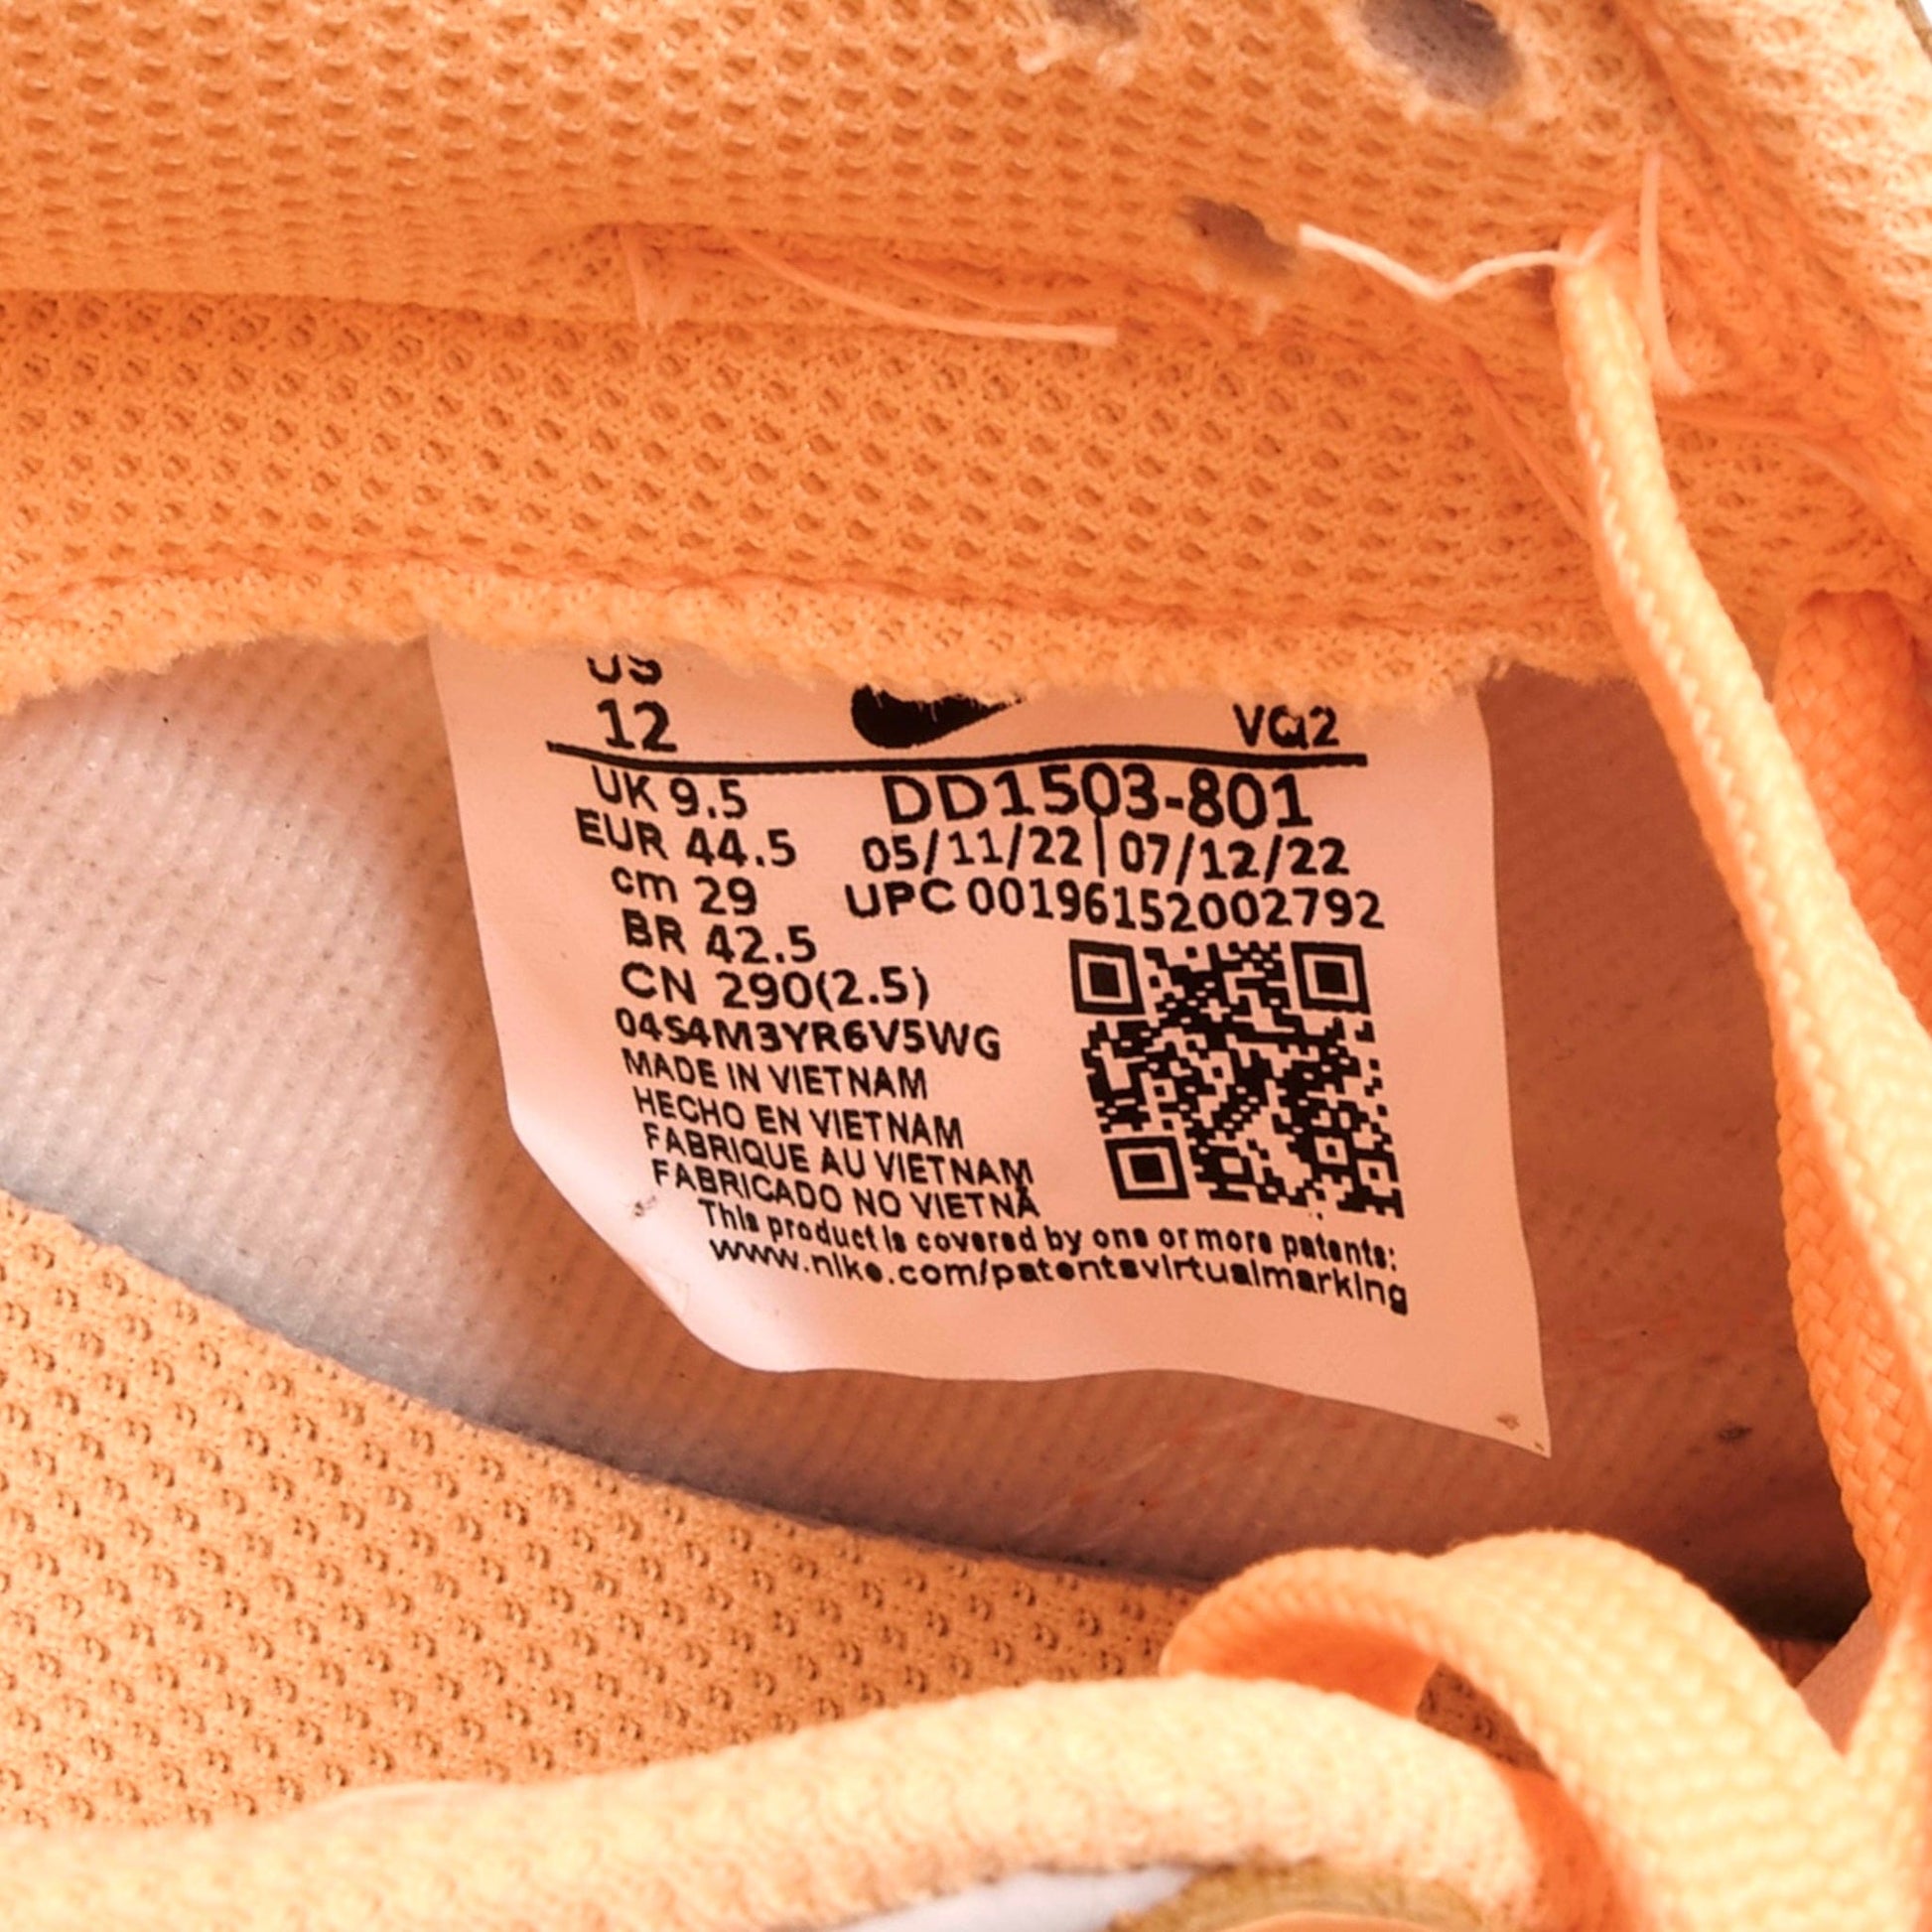 US
12 VQ2
UK 9.5 DD1503-801
EUR 44.5 05/11/22 | 07/12/22
cm 29 UPC 00196152002792
BR 42.5
CN 290(2.5)
04S4M3YR6V5WG
MADE IN VIETNAM
HECHO EN VIETNAM
FABRIQUE AU VIETNAM
FABRICADO NO VIETNÃ
This product is covered by one or more patents:
www.nike.com/patentsvirtualmarking